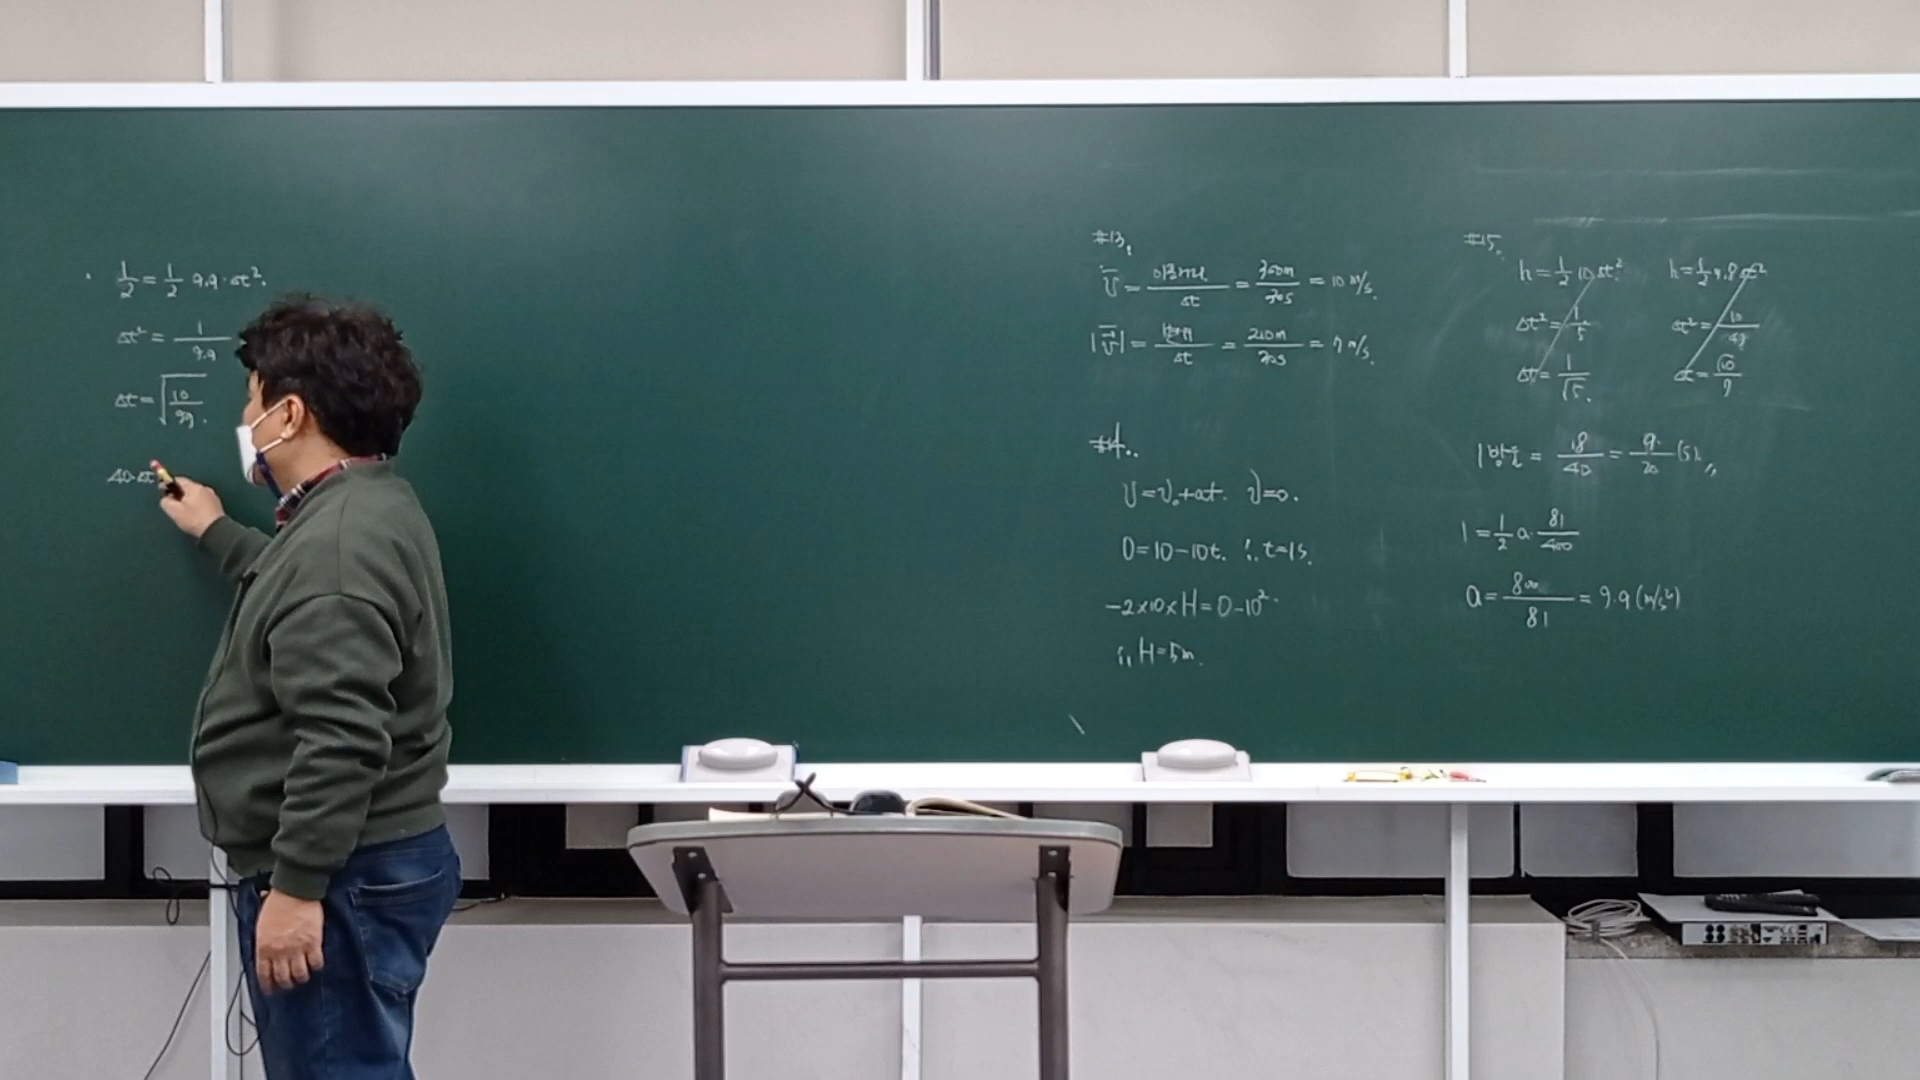 1/2 = 1/2 9.9·Δt².
Δt² = 1/9.9
Δt = √(10/99).
40·Δt
#13.
v̄ = 이동거리/Δt = 300m/30s = 10 m/s.
|v̄| = 변위/Δt = 210m/30s = 7 m/s.
#14..
v = v₀+at. v=0.
0 = 10-10t. ∴ t=1s.
-2×10×H = 0-10².
∴ H=5m.
#15.
h = 1/2 10 Δt²
Δt² = 1/5
Δt = 1/√5.
h = 1/2 9.8 Δt²
Δt² = 10/49
Δt = √10/7
1방울 = 18/40 = 9/20 (s)
1 = 1/2 a· 81/400
a = 800/81 = 9.9 (m/s²)